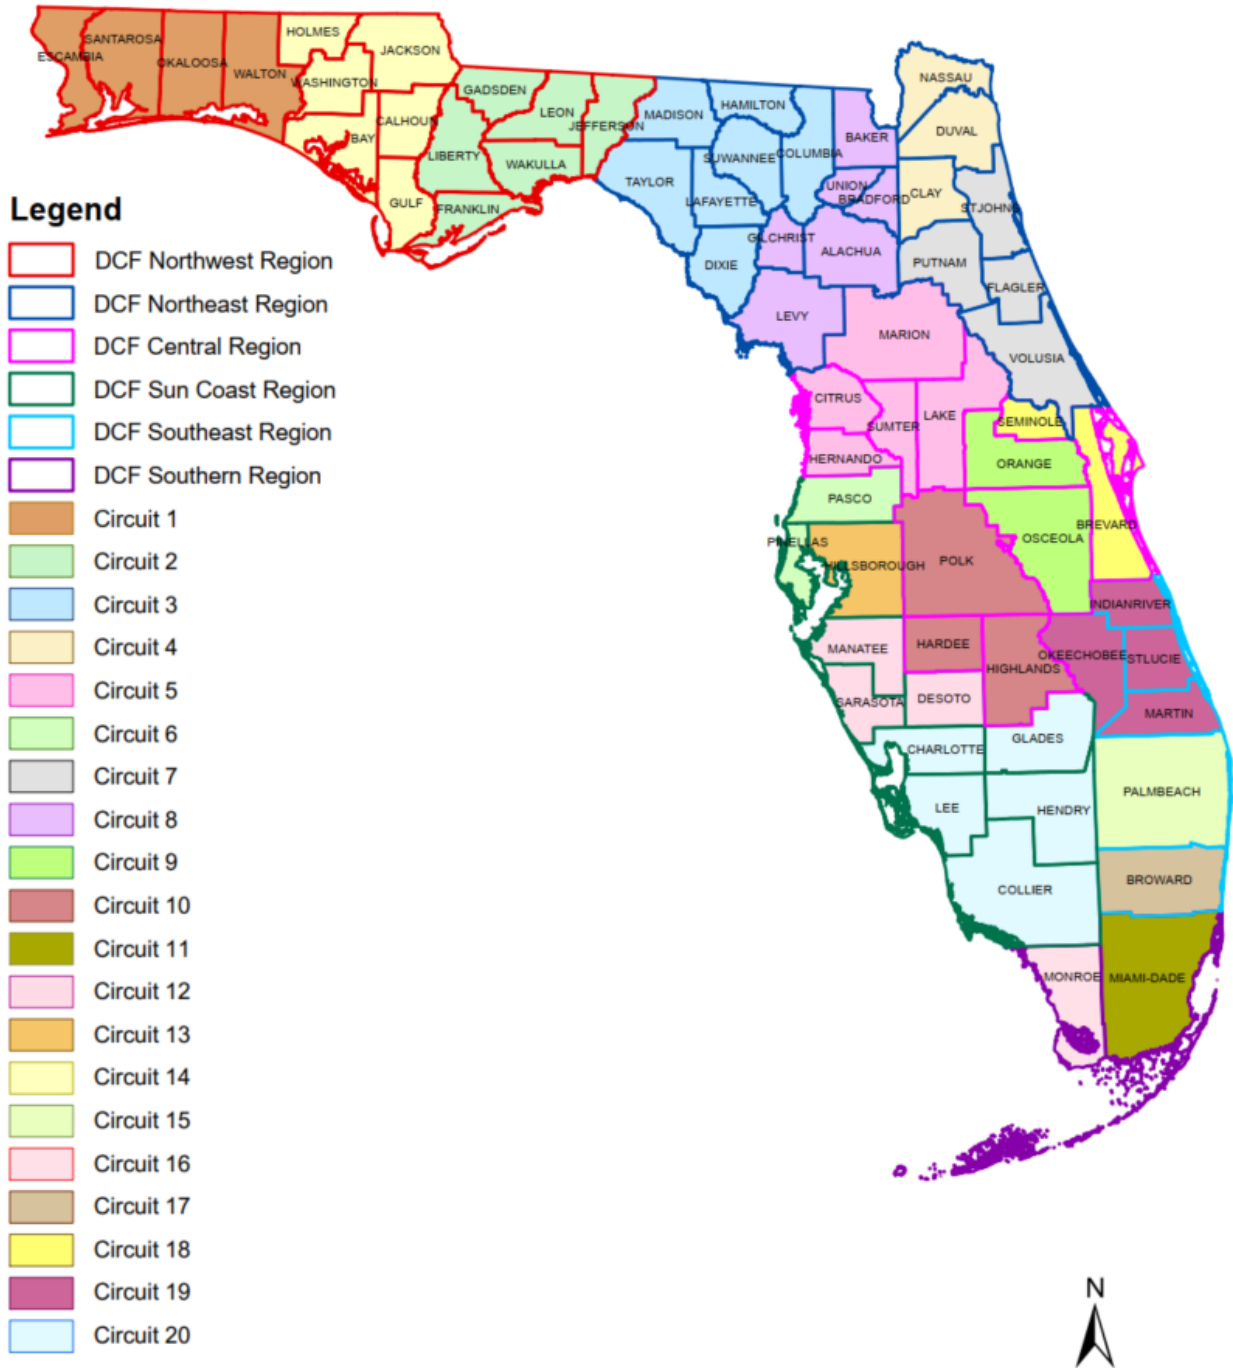 HOLMES
SANTAROSA
JACKSON
ESCAMBIA
OKALOOSA
WALTON
WASHINGTON
GADSDEN
LEON
JEFFERSON
CALHOUN
BAY
LIBERTY
WAKULLA
GULF
FRANKLIN
MADISON
HAMILTON
NASSAU
DUVAL
BAKER
SUWANNEE
COLUMBIA
TAYLOR
LAFAYETTE
UNION
BRADFORD
CLAY
STJOHNS
GILCHRIST
ALACHUA
DIXIE
PUTNAM
FLAGLER
LEVY
MARION
VOLUSIA
CITRUS
SUMTER
LAKE
SEMINOLE
HERNANDO
ORANGE
PASCO
BREVARD
PINELLAS
HILLSBOROUGH
POLK
OSCEOLA
INDIANRIVER
MANATEE
HARDEE
HIGHLANDS
OKEECHOBEE
STLUCIE
SARASOTA
DESOTO
MARTIN
CHARLOTTE
GLADES
LEE
HENDRY
PALMBEACH
COLLIER
BROWARD
MONROE
MIAMI-DADE
Legend
DCF Northwest Region
DCF Northeast Region
DCF Central Region
DCF Sun Coast Region
DCF Southeast Region
DCF Southern Region
Circuit 1
Circuit 2
Circuit 3
Circuit 4
Circuit 5
Circuit 6
Circuit 7
Circuit 8
Circuit 9
Circuit 10
Circuit 11
Circuit 12
Circuit 13
Circuit 14
Circuit 15
Circuit 16
Circuit 17
Circuit 18
Circuit 19
Circuit 20
N